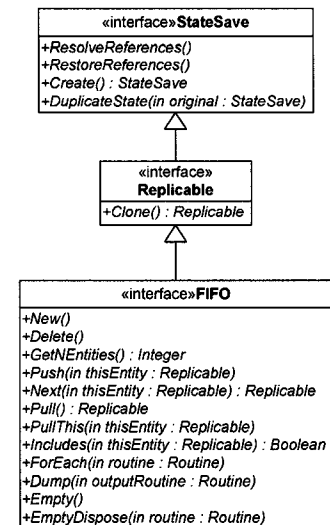 «interface»StateSave
+ResolveReferences()
+RestoreReferences()
+Create() : StateSave
+DuplicateState(in original : StateSave)
«interface»
Replicable
+Clone() : Replicable
«interface»FIFO
+New()
+Delete()
+GetNEntities() : Integer
+Push(in thisEntity : Replicable)
+Next(in thisEntity : Replicable) : Replicable
+Pull() : Replicable
+PullThis(in thisEntity : Replicable)
+Includes(in thisEntity : Replicable) : Boolean
+ForEach(in routine : Routine)
+Dump(in outputRoutine : Routine)
+Empty()
+EmptyDispose(in routine : Routine)